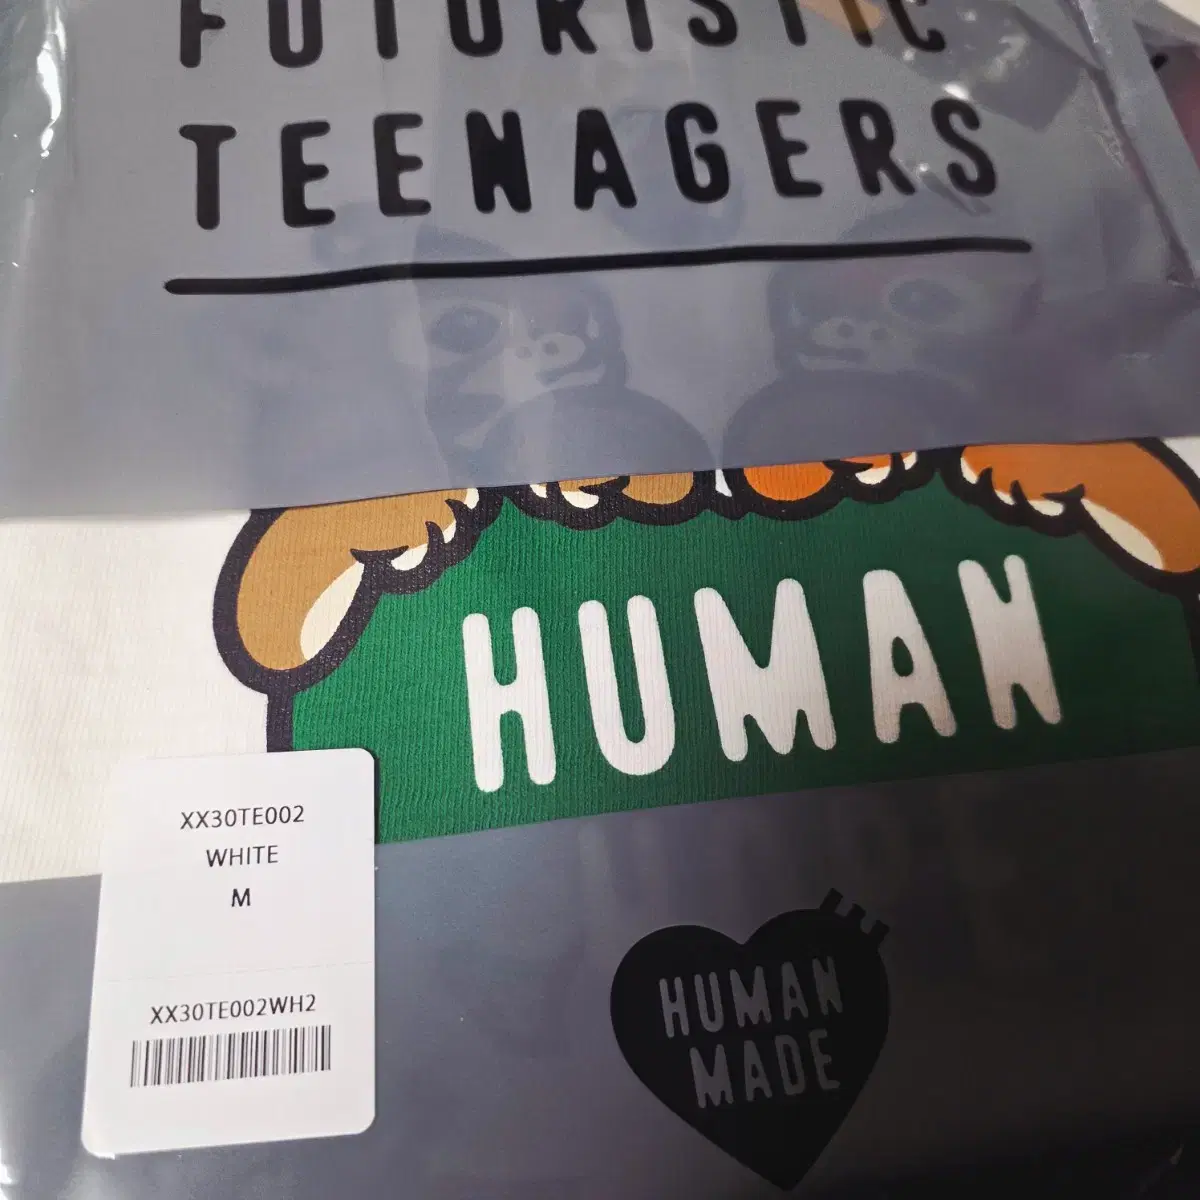 FUTURISTIC
TEENAGERS
HUMAN
XX30TE002
WHITE
M
XX30TE002WH2
HUMAN
MADE